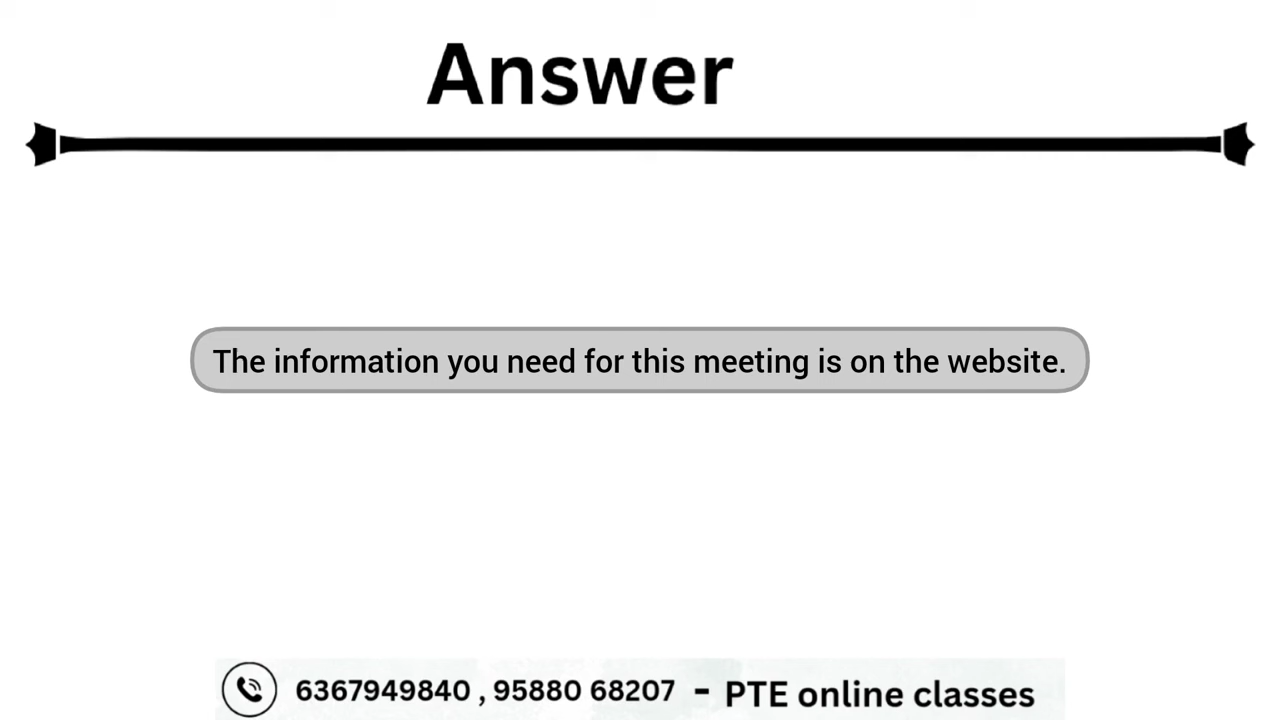 Answer
The information you need for this meeting is on the website.
6367949840 , 95880 68207 - PTE online classes